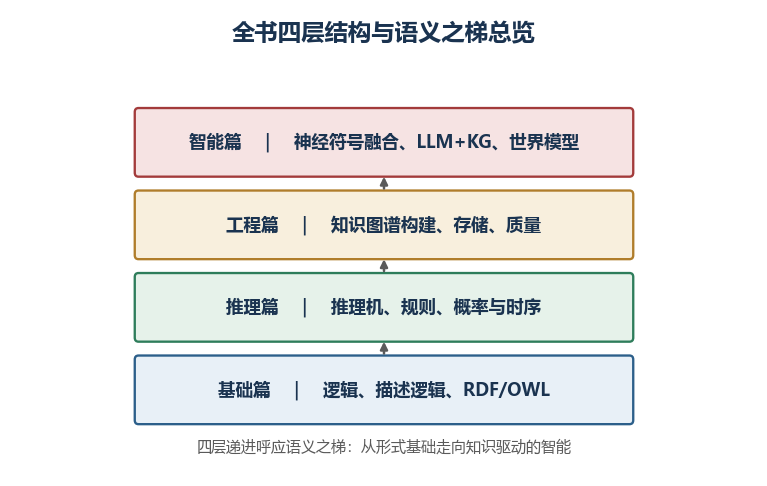 全书四层结构与语义之梯总览
智能篇 | 神经符号融合、LLM+KG、世界模型
工程篇 | 知识图谱构建、存储、质量
推理篇 | 推理机、规则、概率与时序
基础篇 | 逻辑、描述逻辑、RDF/OWL
四层递进呼应语义之梯：从形式基础走向知识驱动的智能